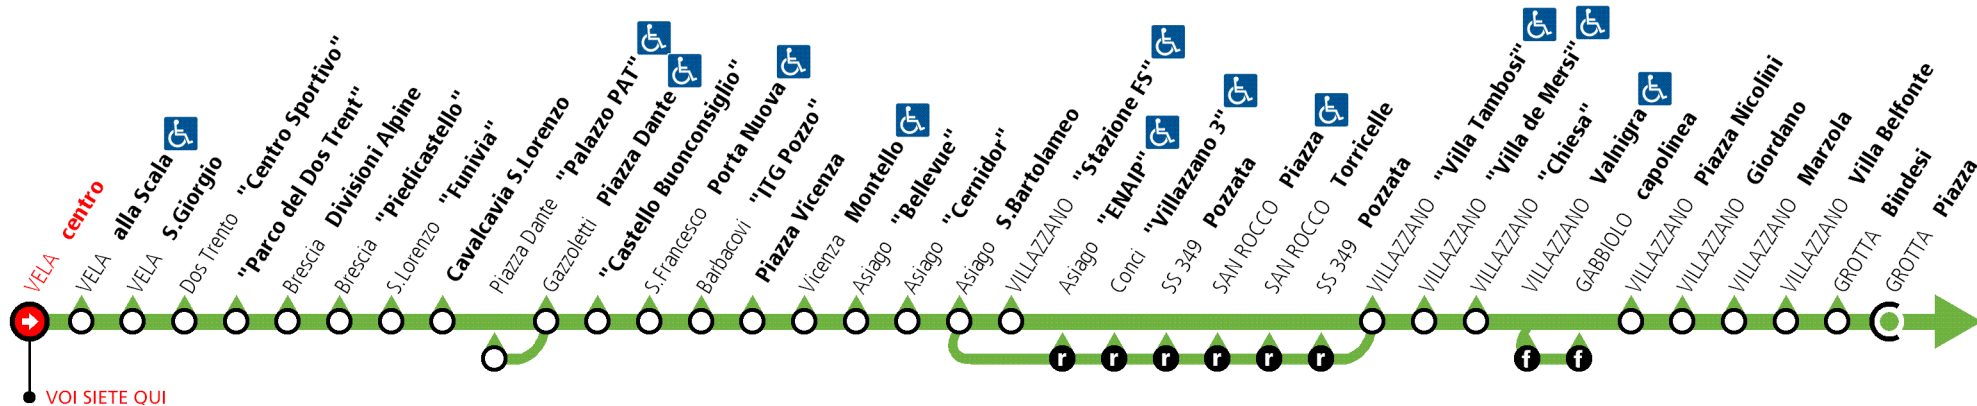 VELA centro
VELA alla Scala
VELA S.Giorgio
Dos Trento "Centro Sportivo"
"Parco del Dos Trent"
Brescia Divisioni Alpine
Brescia "Piedicastello"
S.Lorenzo "Funivia"
Cavalcavia S.Lorenzo
Piazza Dante "Palazzo PAT"
Gazzoletti Piazza Dante
"Castello Buonconsiglio"
S.Francesco Porta Nuova
Barbacovi "ITG Pozzo"
Piazza Vicenza
Vicenza Montello
Asiago "Bellevue"
Asiago "Cernidor"
Asiago S.Bartolameo
VILLAZZANO "Stazione FS"
Asiago "ENAIP"
Conci "Villazzano 3"
SS 349 Pozzata
SAN ROCCO Piazza
SAN ROCCO Torricelle
SS 349 Pozzata
VILLAZZANO "Villa Tambosi"
VILLAZZANO "Villa de Mersi"
VILLAZZANO "Chiesa"
VILLAZZANO Valnigra
GABBIOLO capolinea
VILLAZZANO Piazza Nicolini
VILLAZZANO Giordano
VILLAZZANO Marzola
VILLAZZANO Villa Belfonte
GROTTA Bindesi
GROTTA Piazza
r r r r r r f f
VOI SIETE QUI